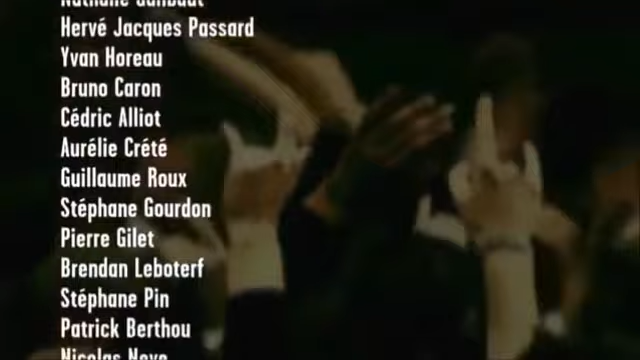 Hervé Jacques Passard
Yvan Horeau
Bruno Caron
Cédric Alliot
Aurélie Crété
Guillaume Roux
Stéphane Gourdon
Pierre Gilet
Brendan Leboterf
Stéphane Pin
Patrick Berthou
Nicolas